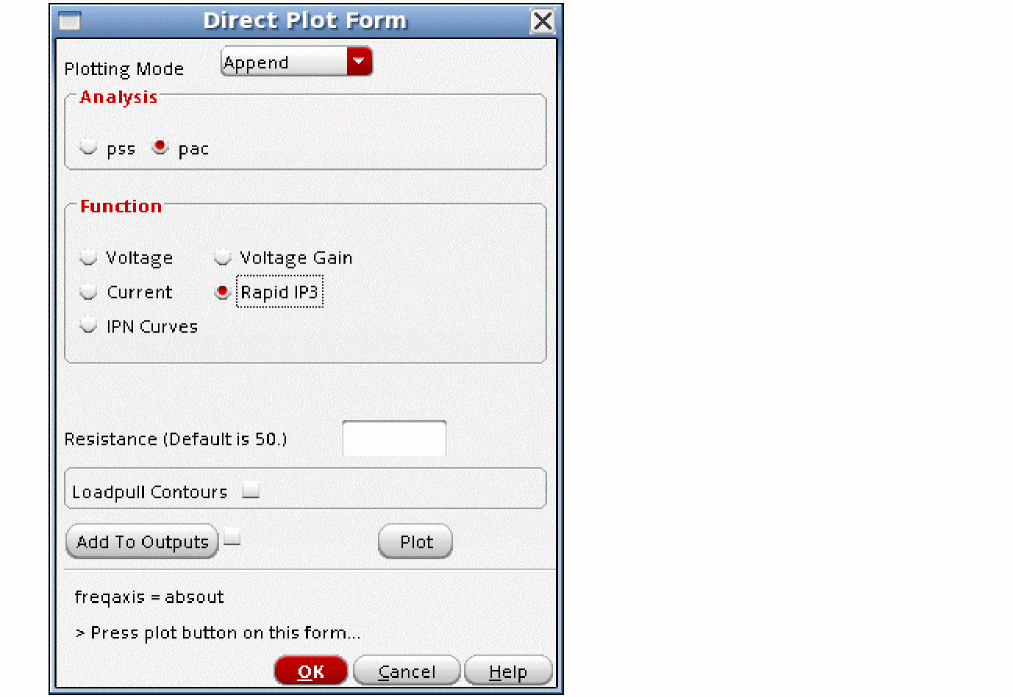 Direct Plot Form
Plotting Mode Append
Analysis
pss pac
Function
Voltage Voltage Gain
Current Rapid IP3
IPN Curves
Resistance (Default is 50.)
Loadpull Contours
Add To Outputs Plot
freqaxis = absout
> Press plot button on this form...
OK Cancel Help